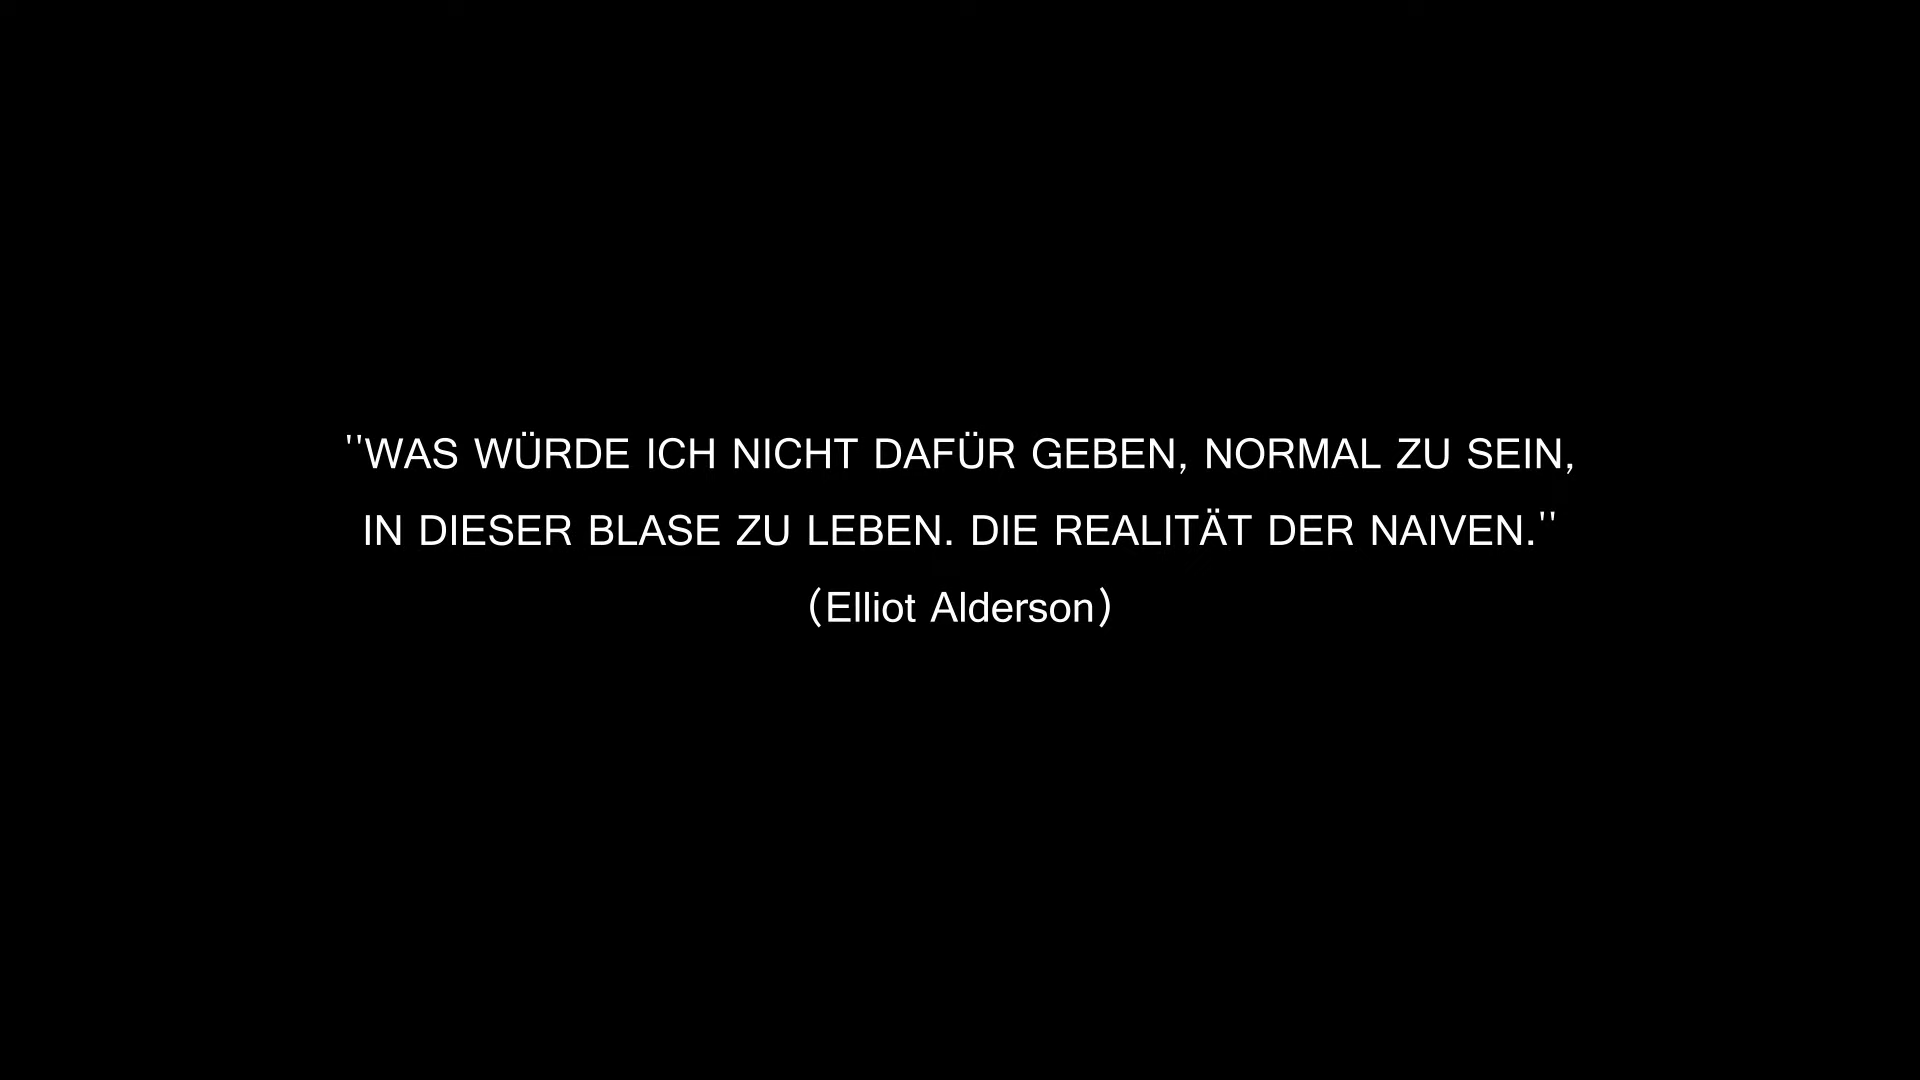 ''WAS WÜRDE ICH NICHT DAFÜR GEBEN, NORMAL ZU SEIN,
IN DIESER BLASE ZU LEBEN. DIE REALITÄT DER NAIVEN.''
(Elliot Alderson)